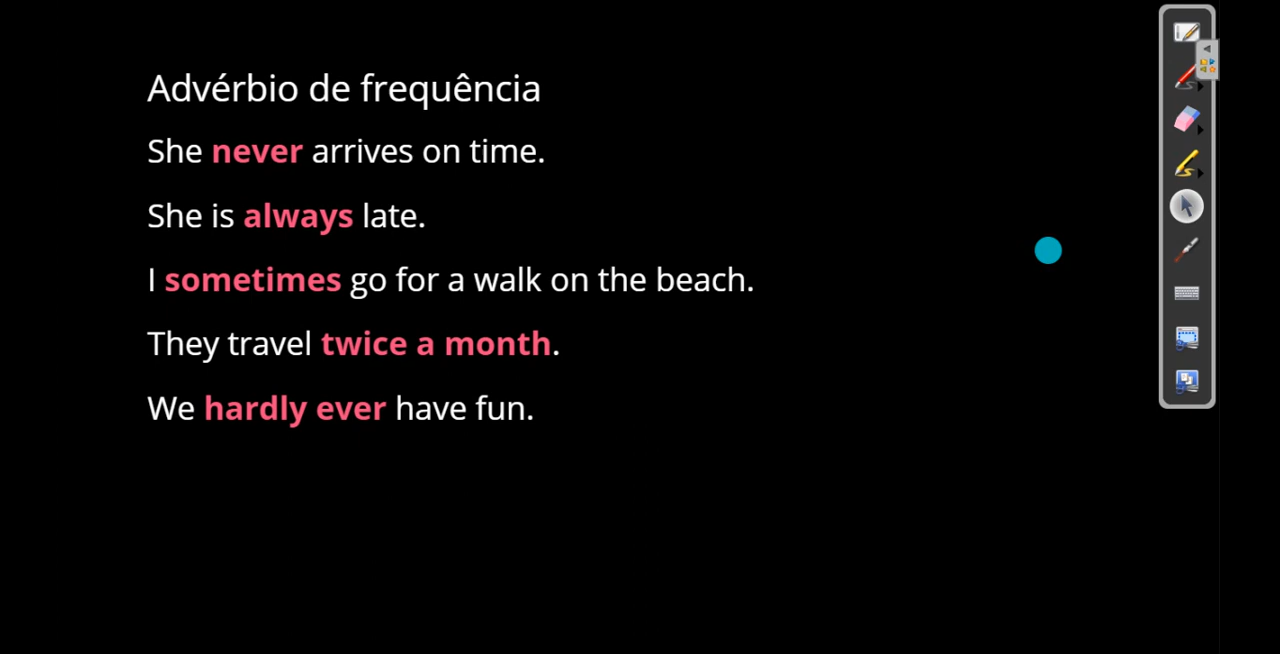 Advérbio de frequência
She never arrives on time.
She is always late.
I sometimes go for a walk on the beach.
They travel twice a month.
We hardly ever have fun.